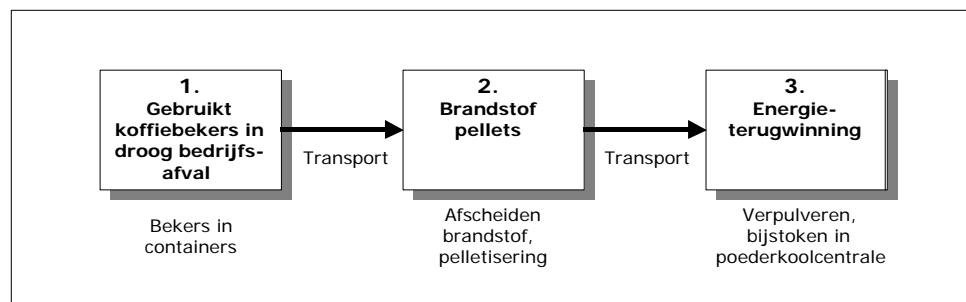 1.
Gebruikt
koffiebekers in
droog bedrijfs-
afval
Transport
2.
Brandstof
pellets
Transport
3.
Energie-
terugwinning
Bekers in
containers
Afscheiden
brandstof,
pelletisering
Verpulveren,
bijstoken in
poederkoolcentrale